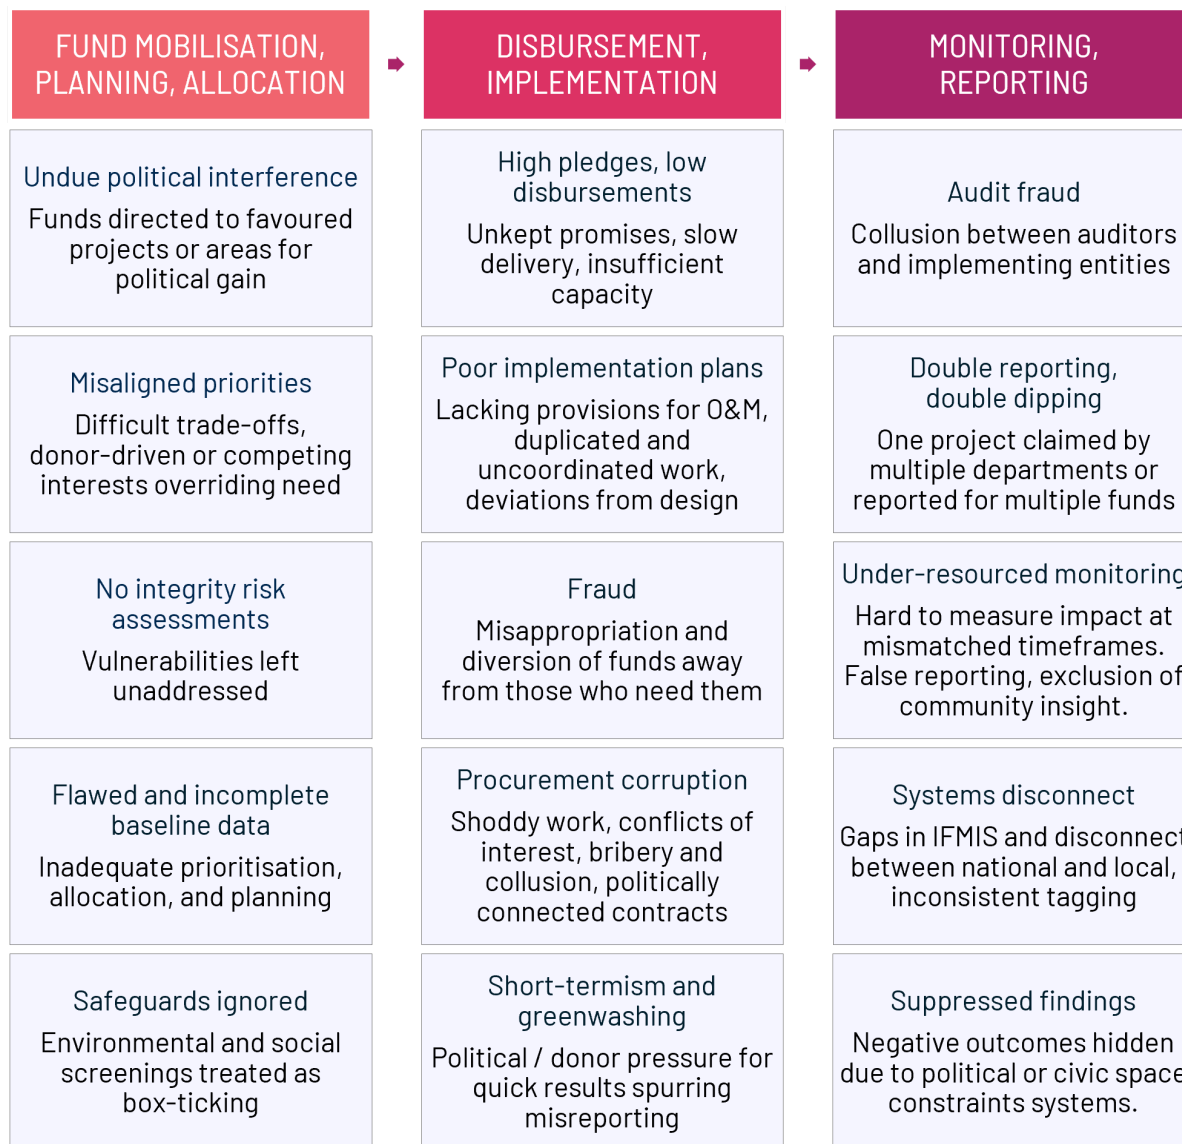 FUND MOBILISATION,
PLANNING, ALLOCATION
Undue political interference
Funds directed to favoured
projects or areas for
political gain
Misaligned priorities
Difficult trade-offs,
donor-driven or competing
interests overriding need
No integrity risk
assessments
Vulnerabilities left
unaddressed
Flawed and incomplete
baseline data
Inadequate prioritisation,
allocation, and planning
Safeguards ignored
Environmental and social
screenings treated as
box-ticking
DISBURSEMENT,
IMPLEMENTATION
High pledges, low
disbursements
Unkept promises, slow
delivery, insufficient
capacity
Poor implementation plans
Lacking provisions for O&M,
duplicated and
uncoordinated work,
deviations from design
Fraud
Misappropriation and
diversion of funds away
from those who need them
Procurement corruption
Shoddy work, conflicts of
interest, bribery and
collusion, politically
connected contracts
Short-termism and
greenwashing
Political / donor pressure for
quick results spurring
misreporting
MONITORING,
REPORTING
Audit fraud
Collusion between auditors
and implementing entities
Double reporting,
double dipping
One project claimed by
multiple departments or
reported for multiple funds
Under-resourced monitoring
Hard to measure impact at
mismatched timeframes.
False reporting, exclusion of
community insight.
Systems disconnect
Gaps in IFMIS and disconnect
between national and local,
inconsistent tagging
Suppressed findings
Negative outcomes hidden
due to political or civic space
constraints systems.